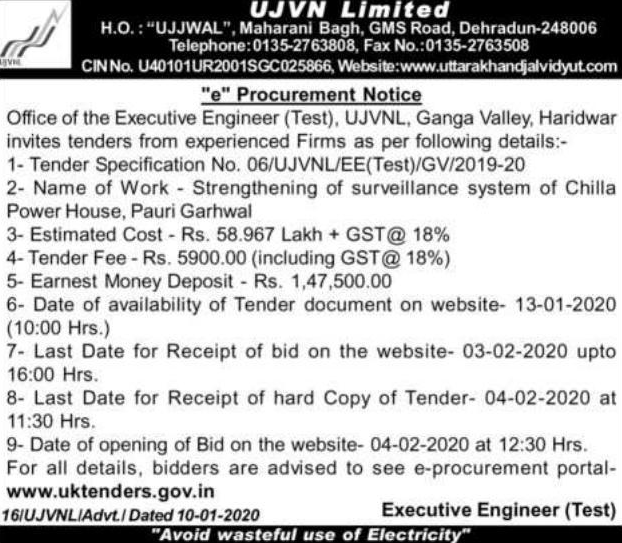 UJVN Limited
H.O. : "UJJWAL", Maharani Bagh, GMS Road, Dehradun-248006
Telephone:0135-2763808, Fax No.:0135-2763508
CIN No. U40101UR2001SGC025866, Website:www.uttarakhandjalvidyut.com
UJVNL
"e" Procurement Notice
Office of the Executive Engineer (Test), UJVNL, Ganga Valley, Haridwar
invites tenders from experienced Firms as per following details:-
1- Tender Specification No. 06/UJVNL/EE(Test)/GV/2019-20
2- Name of Work - Strengthening of surveillance system of Chilla
Power House, Pauri Garhwal
3- Estimated Cost - Rs. 58.967 Lakh + GST@ 18%
4- Tender Fee - Rs. 5900.00 (including GST@ 18%)
5- Earnest Money Deposit - Rs. 1,47,500.00
6- Date of availability of Tender document on website- 13-01-2020
(10:00 Hrs.)
7- Last Date for Receipt of bid on the website- 03-02-2020 upto
16:00 Hrs.
8- Last Date for Receipt of hard Copy of Tender- 04-02-2020 at
11:30 Hrs.
9- Date of opening of Bid on the website- 04-02-2020 at 12:30 Hrs.
For all details, bidders are advised to see e-procurement portal-
www.uktenders.gov.in
16/UJVNL/Advt./ Dated 10-01-2020 Executive Engineer (Test)
"Avoid wasteful use of Electricity"